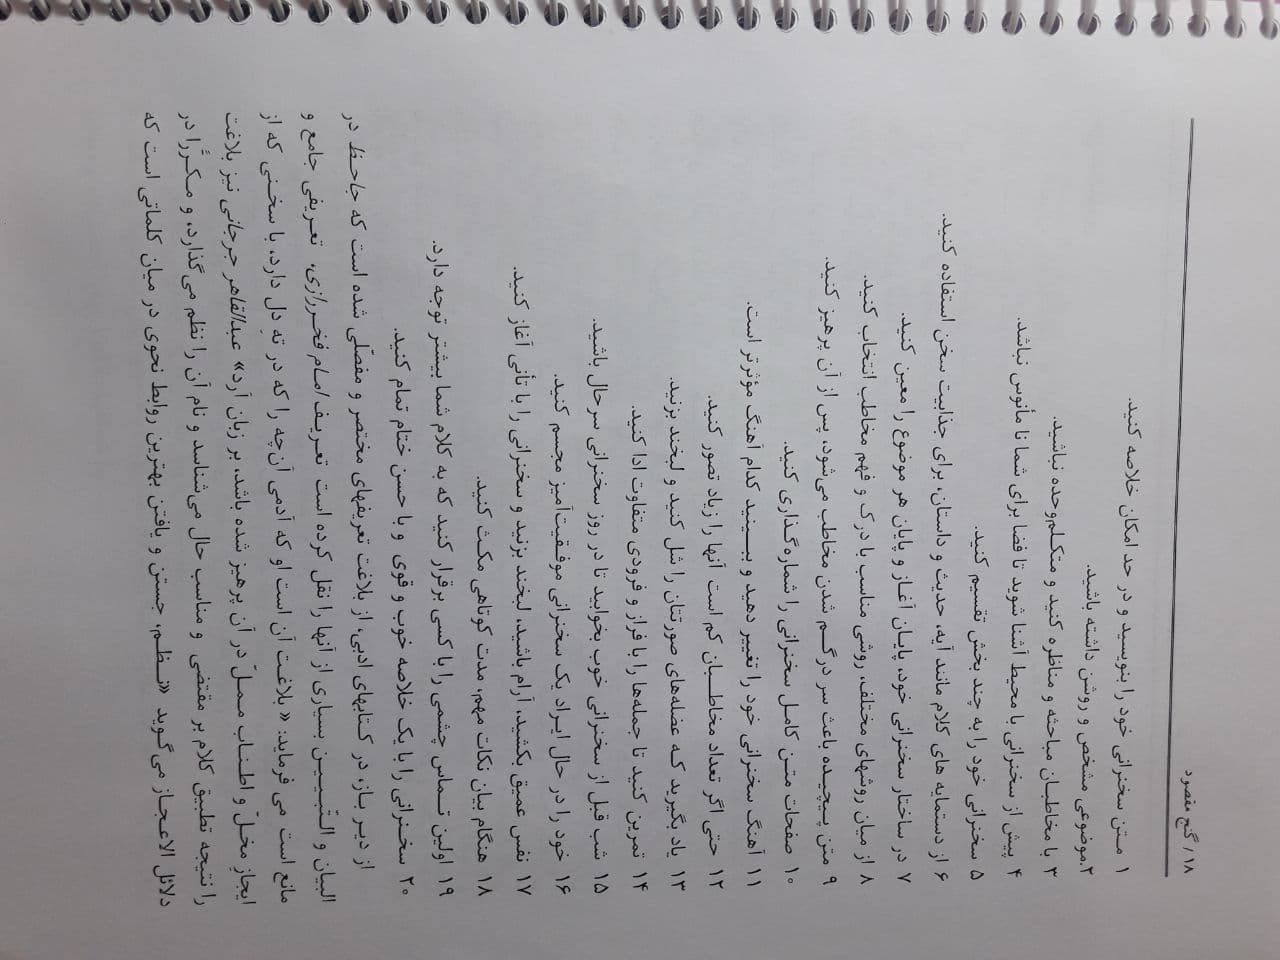 ۱۸ / گنج مقصود
۱ متن سخنرانی خود را بنویسید و در حد امکان خلاصه کنید.
۲.موضوعی مشخص و روشن داشته باشید.
۳ با مخاطبان مباحثه و مناظره کنید و متکلم‌وحده نباشید.
۴ پیش از سخنرانی با محیط آشنا شوید تا فضا برای شما نا مأنوس نباشد.
۵ سخنرانی خود را به چند بخش تقسیم کنید.
۶ از دستمایه های کلام مانند آیه، حدیث و داستان، برای جذابیت سخن استفاده کنید.
۷ در ساختار سخنرانی خود، پایان آغاز و پایان هر موضوع را معین کنید.
۸ از میان روشهای مختلف، روشی مناسب با درک و فهم مخاطب انتخاب کنید.
۹ متن پیچیده باعث سر درگم شدن مخاطب می‌شود، پس از آن پرهیز کنید.
۱۰ صفحات متن کامل سخنرانی را شماره‌گذاری کنید.
۱۱ آهنگ سخنرانی خود را تغییر دهید و ببینید کدام آهنگ مؤثرتر است.
۱۲ حتی اگر تعداد مخاطبان کم است آنها را زیاد تصور کنید.
۱۳ یاد بگیرید که عضله‌های صورتتان را شل کنید و لبخند بزنید.
۱۴ تمرین کنید تا جمله‌ها را با فراز و فرودی متفاوت ادا کنید.
۱۵ شب قبل از سخنرانی خوب بخوابید تا در روز سخنرانی سرحال باشید.
۱۶ خود را در حال ایراد یک سخنرانی موفقیت‌آمیز مجسم کنید.
۱۷ نفس عمیق بکشید، آرام باشید، لبخند بزنید و سخنرانی را با تأنی آغاز کنید.
۱۸ هنگام بیان نکات مهم، مدت کوتاهی مکث کنید.
۱۹ اولین تماس چشمی را با کسی برقرار کنید که به کلام شما بیشتر توجه دارد.
۲۰ سخنرانی را با یک خلاصه خوب و قوی و با حسن ختام تمام کنید.
از دیر باز، در کتابهای ادبی، از بلاغت تعریفهای مختصر و مفصّلی شده است که جاحظ در
البیان و التّبیین بسیاری از آنها را نقل کرده است تعریف امام فخررازی، تعریفی جامع و
مانع است می فرماید: « بلاغت آن است او که آدمی آن‌چه را که در تهِ دل دارد، با سخنی که از
ایجازِ مخلّ و اطناب مملّ در آن پرهیز شده باشد، بر زبان آرد» عبدالقاهر جرجانی نیز بلاغت
را نتیجه تطبیق کلام بر مقتضی و مناسب حال می‌شناسد و نام آن را نظم می‌گذارد، و مکرّرًا در
دلائل الاعجاز می‌گوید «نظم، جستن و یافتن بهترین روابط نحوی در میان کلماتی است که